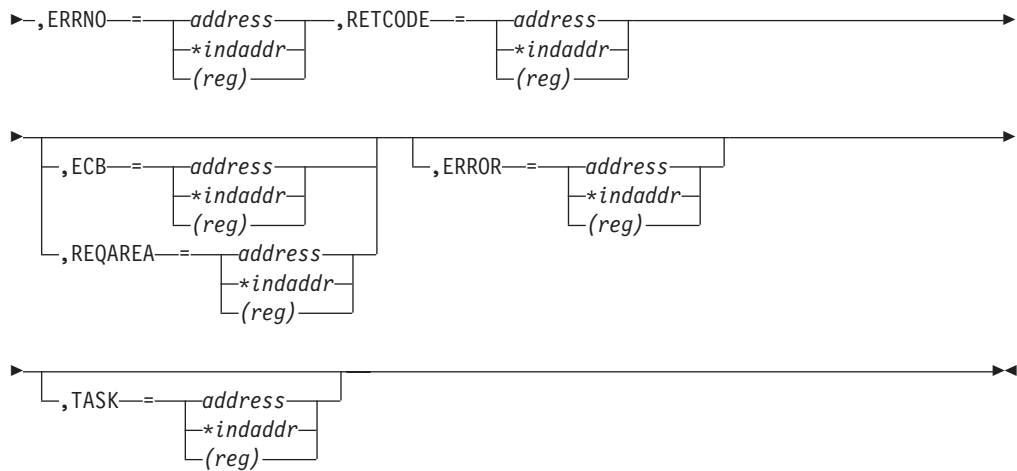 ,ERRNO = address ,RETCODE = address
*indaddr *indaddr
(reg) (reg)
,ECB = address ,ERROR = address
*indaddr *indaddr
(reg) (reg)
,REQAREA = address
*indaddr
(reg)
,TASK = address
*indaddr
(reg)